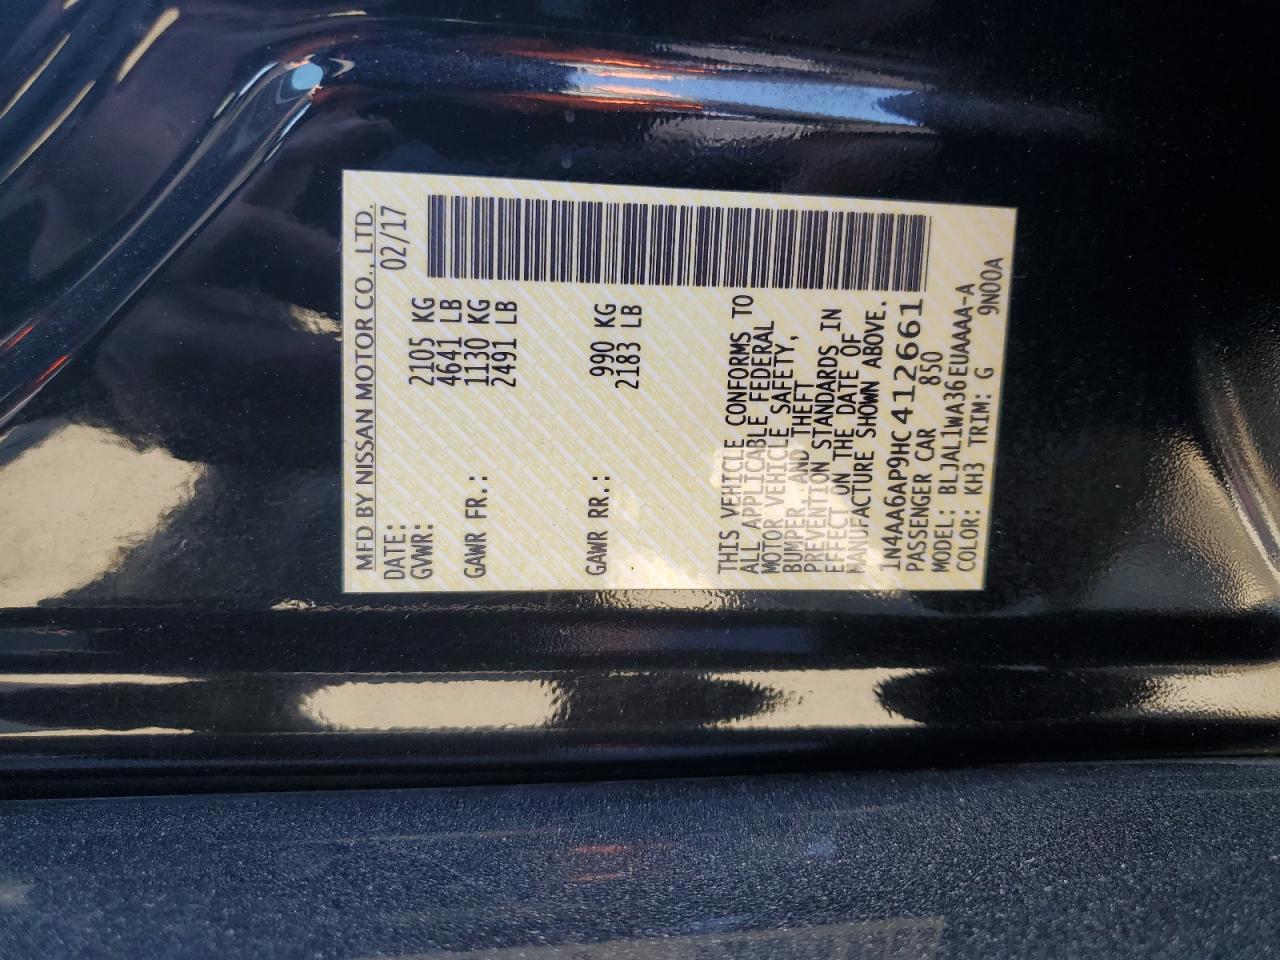 MFD BY NISSAN MOTOR CO., LTD.
DATE: 02/17
GVWR: 2105 KG
4641 LB
GAWR FR.: 1130 KG
2491 LB
GAWR RR.: 990 KG
2183 LB
THIS VEHICLE CONFORMS TO
ALL APPLICABLE FEDERAL
MOTOR VEHICLE SAFETY,
BUMPER AND THEFT
PREVENTION STANDARDS IN
EFFECT ON THE DATE OF
MANUFACTURE SHOWN ABOVE.
1N4AA6AP9HC412661
PASSENGER CAR 850
MODEL: BLJAL1WA36EUAAAA-A
COLOR: KH3 TRIM: G 9N00A